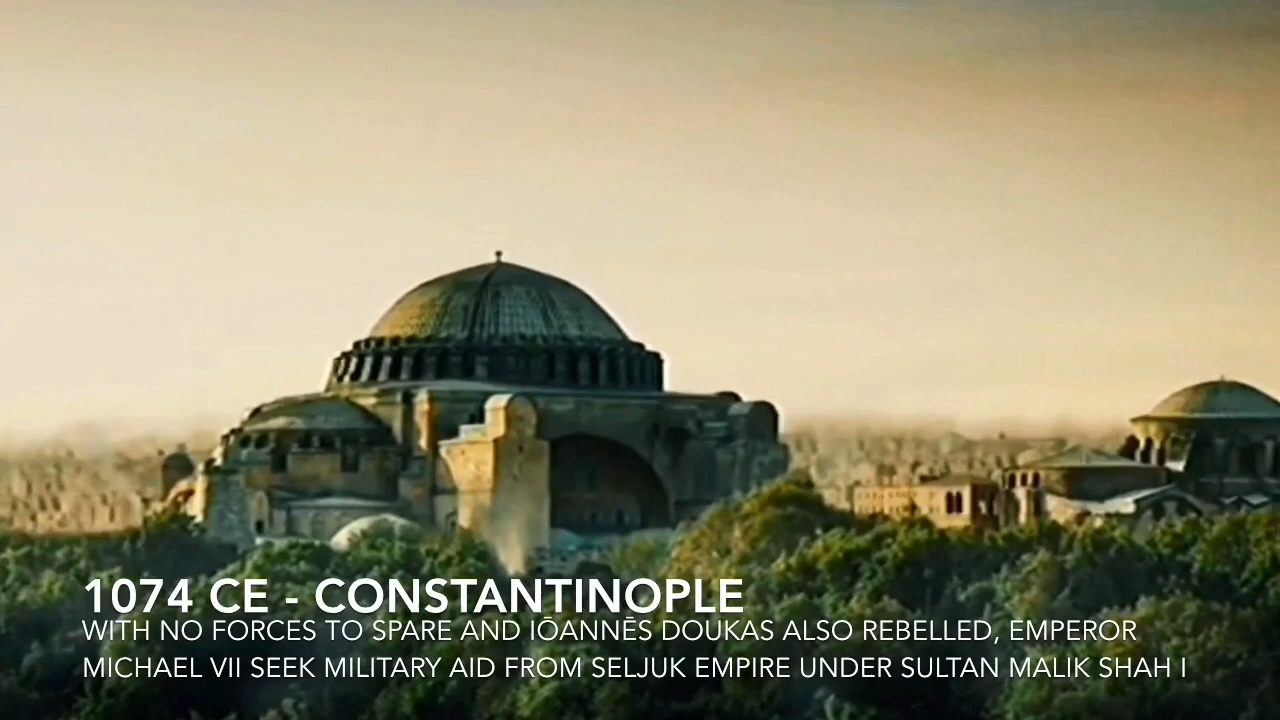 1074 CE - CONSTANTINOPLE
WITH NO FORCES TO SPARE AND IŌANNĒS DOUKAS ALSO REBELLED, EMPEROR
MICHAEL VII SEEK MILITARY AID FROM SELJUK EMPIRE UNDER SULTAN MALIK SHAH I